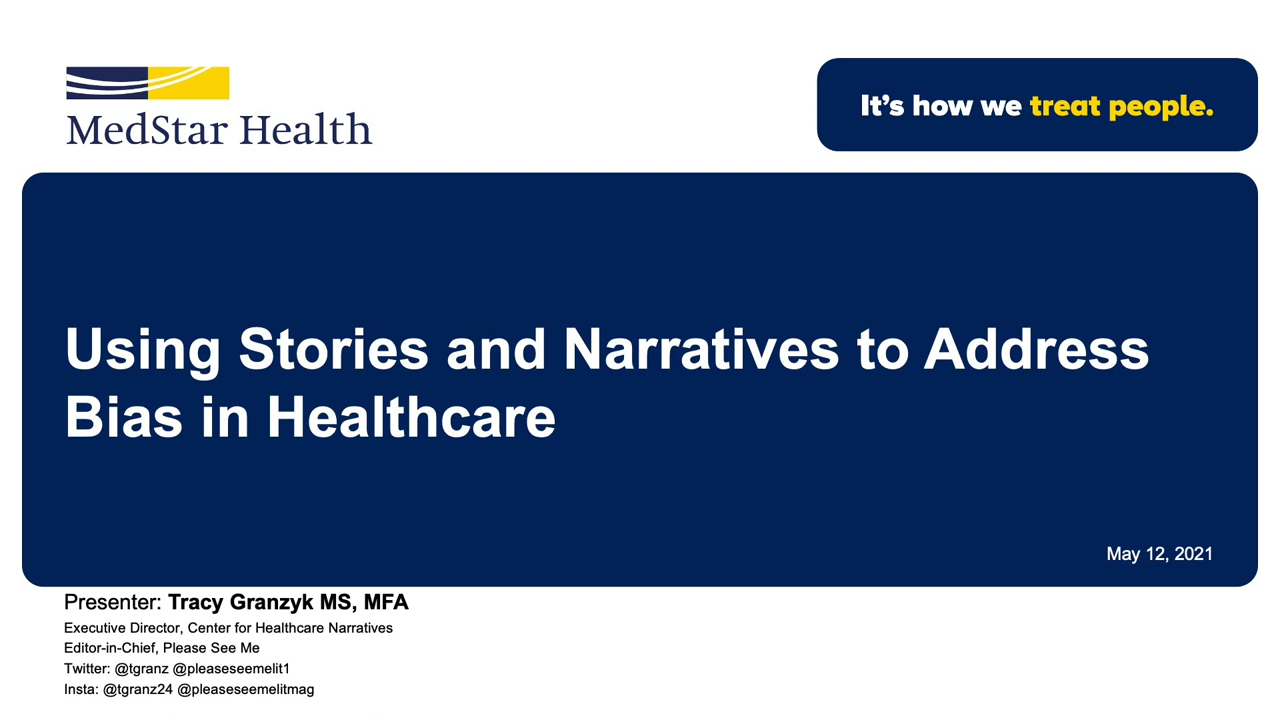 MedStar Health
It's how we treat people.
Using Stories and Narratives to Address
Bias in Healthcare
May 12, 2021
Presenter: Tracy Granzyk MS, MFA
Executive Director, Center for Healthcare Narratives
Editor-in-Chief, Please See Me
Twitter: @tgranz @pleaseseemelit1
Insta: @tgranz24 @pleaseseemelitmag